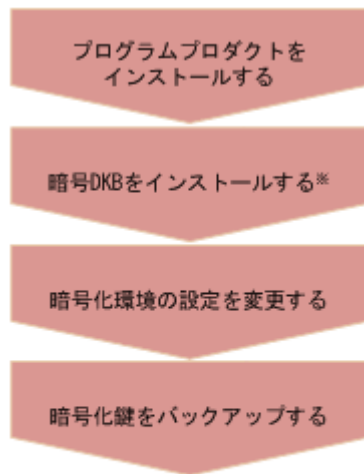 プログラムプロダクトを
インストールする
暗号DKBをインストールする※
暗号化環境の設定を変更する
暗号化鍵をバックアップする